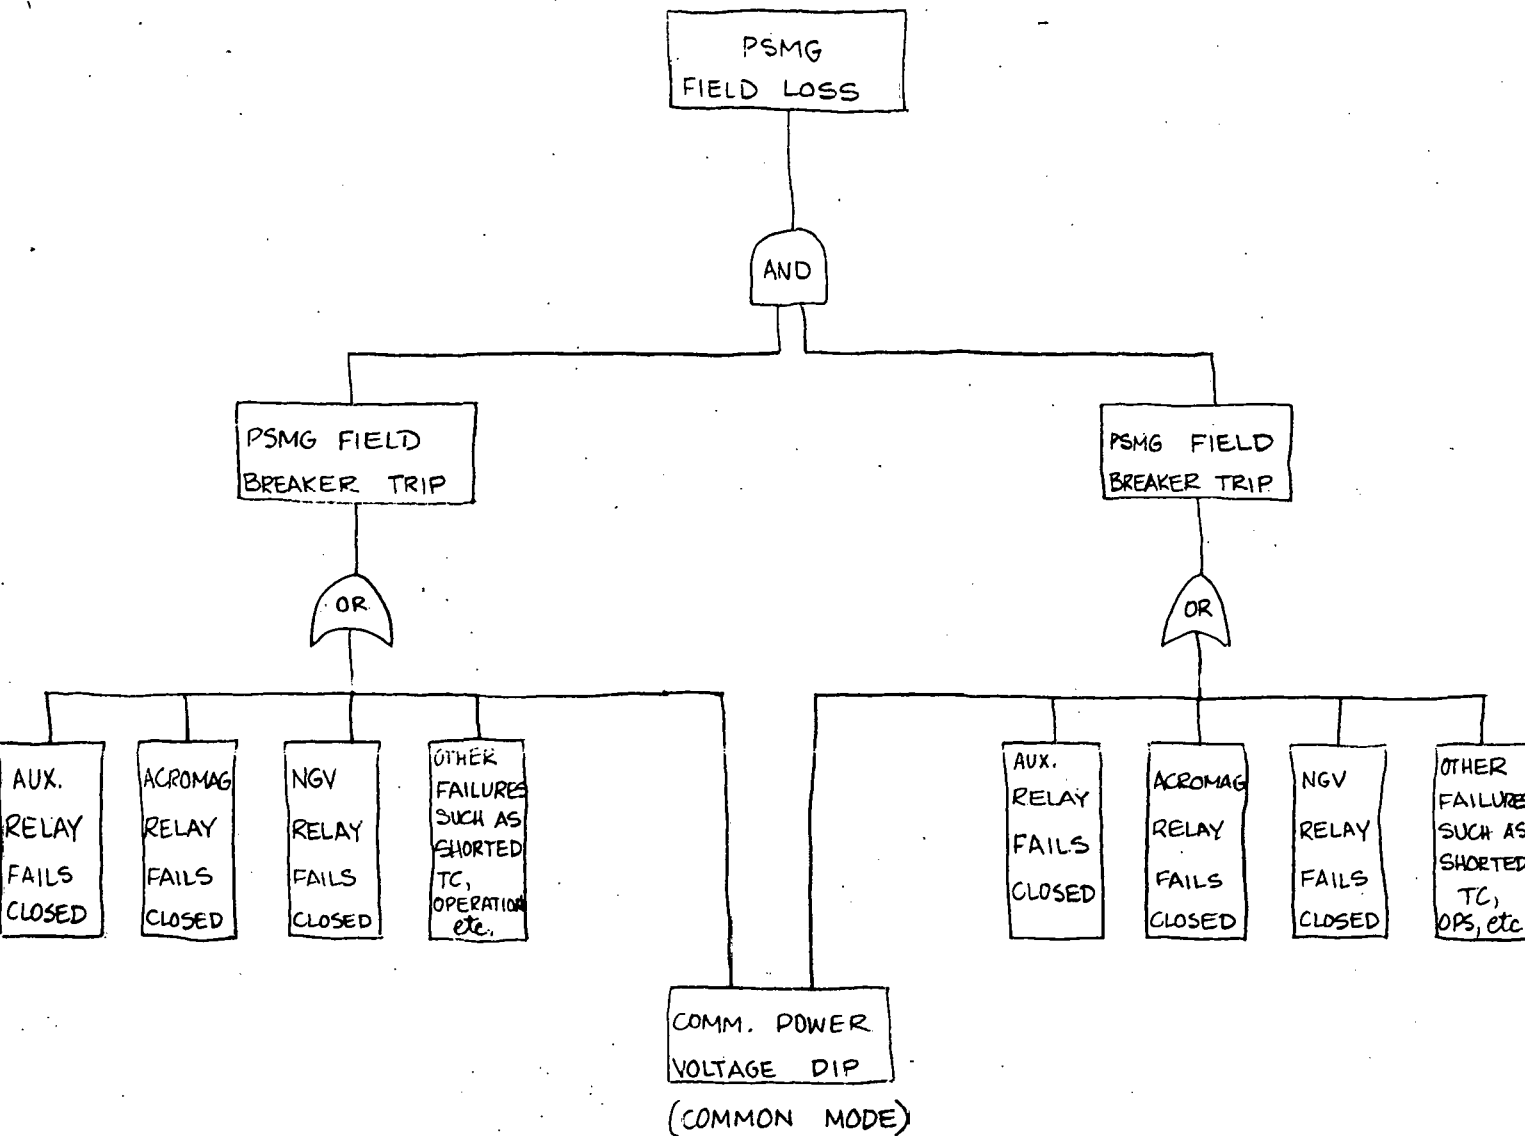 PSMG
FIELD LOSS
AND
PSMG FIELD
BREAKER TRIP
PSMG FIELD
BREAKER TRIP
OR
OR
AUX.
RELAY
FAILS
CLOSED
ACROMAG
RELAY
FAILS
CLOSED
NGV
RELAY
FAILS
CLOSED
OTHER
FAILURES
SUCH AS
SHORTED
TC,
OPERATION
etc.
AUX.
RELAY
FAILS
CLOSED
ACROMAG
RELAY
FAILS
CLOSED
NGV
RELAY
FAILS
CLOSED
OTHER
FAILURES
SUCH AS
SHORTED
TC,
OPS, etc
COMM. POWER
VOLTAGE DIP
(COMMON MODE)